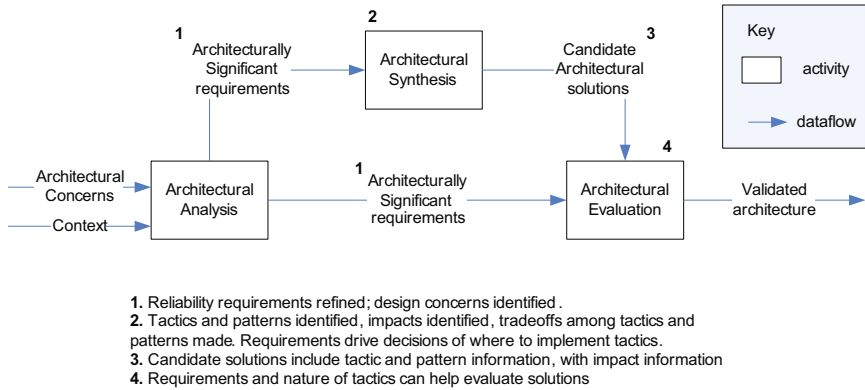 1
Architecturally
Significant
requirements
2
Architectural
Synthesis
3
Candidate
Architectural
solutions
Key
activity
dataflow
Architectural
Concerns
Context
Architectural
Analysis
1
Architecturally
Significant
requirements
4
Architectural
Evaluation
Validated
architecture
1. Reliability requirements refined; design concerns identified .
2. Tactics and patterns identified, impacts identified, tradeoffs among tactics and
patterns made. Requirements drive decisions of where to implement tactics.
3. Candidate solutions include tactic and pattern information, with impact information
4. Requirements and nature of tactics can help evaluate solutions